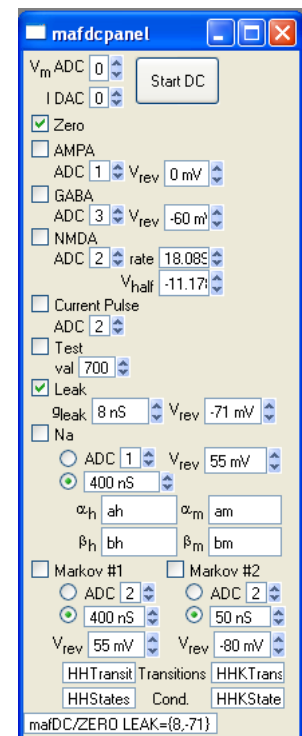 mafdcpanel
Vm ADC 0 Start DC
I DAC 0
Zero
AMPA
ADC 1 Vrev 0 mV
GABA
ADC 3 Vrev -60 m
NMDA
ADC 2 rate 18.089
Vhalf -11.178
Current Pulse
ADC 2
Test
val 700
Leak
gleak 8 nS Vrev -71 mV
Na
ADC 1 Vrev 55 mV
400 nS
αh ah αm am
βh bh βm bm
Markov #1 Markov #2
ADC 2 ADC 2
400 nS 50 nS
Vrev 55 mV Vrev -80 mV
HHTransit Transitions HHKTrans
HHStates Cond. HHKState
mafDC/ZERO LEAK={8,-71}